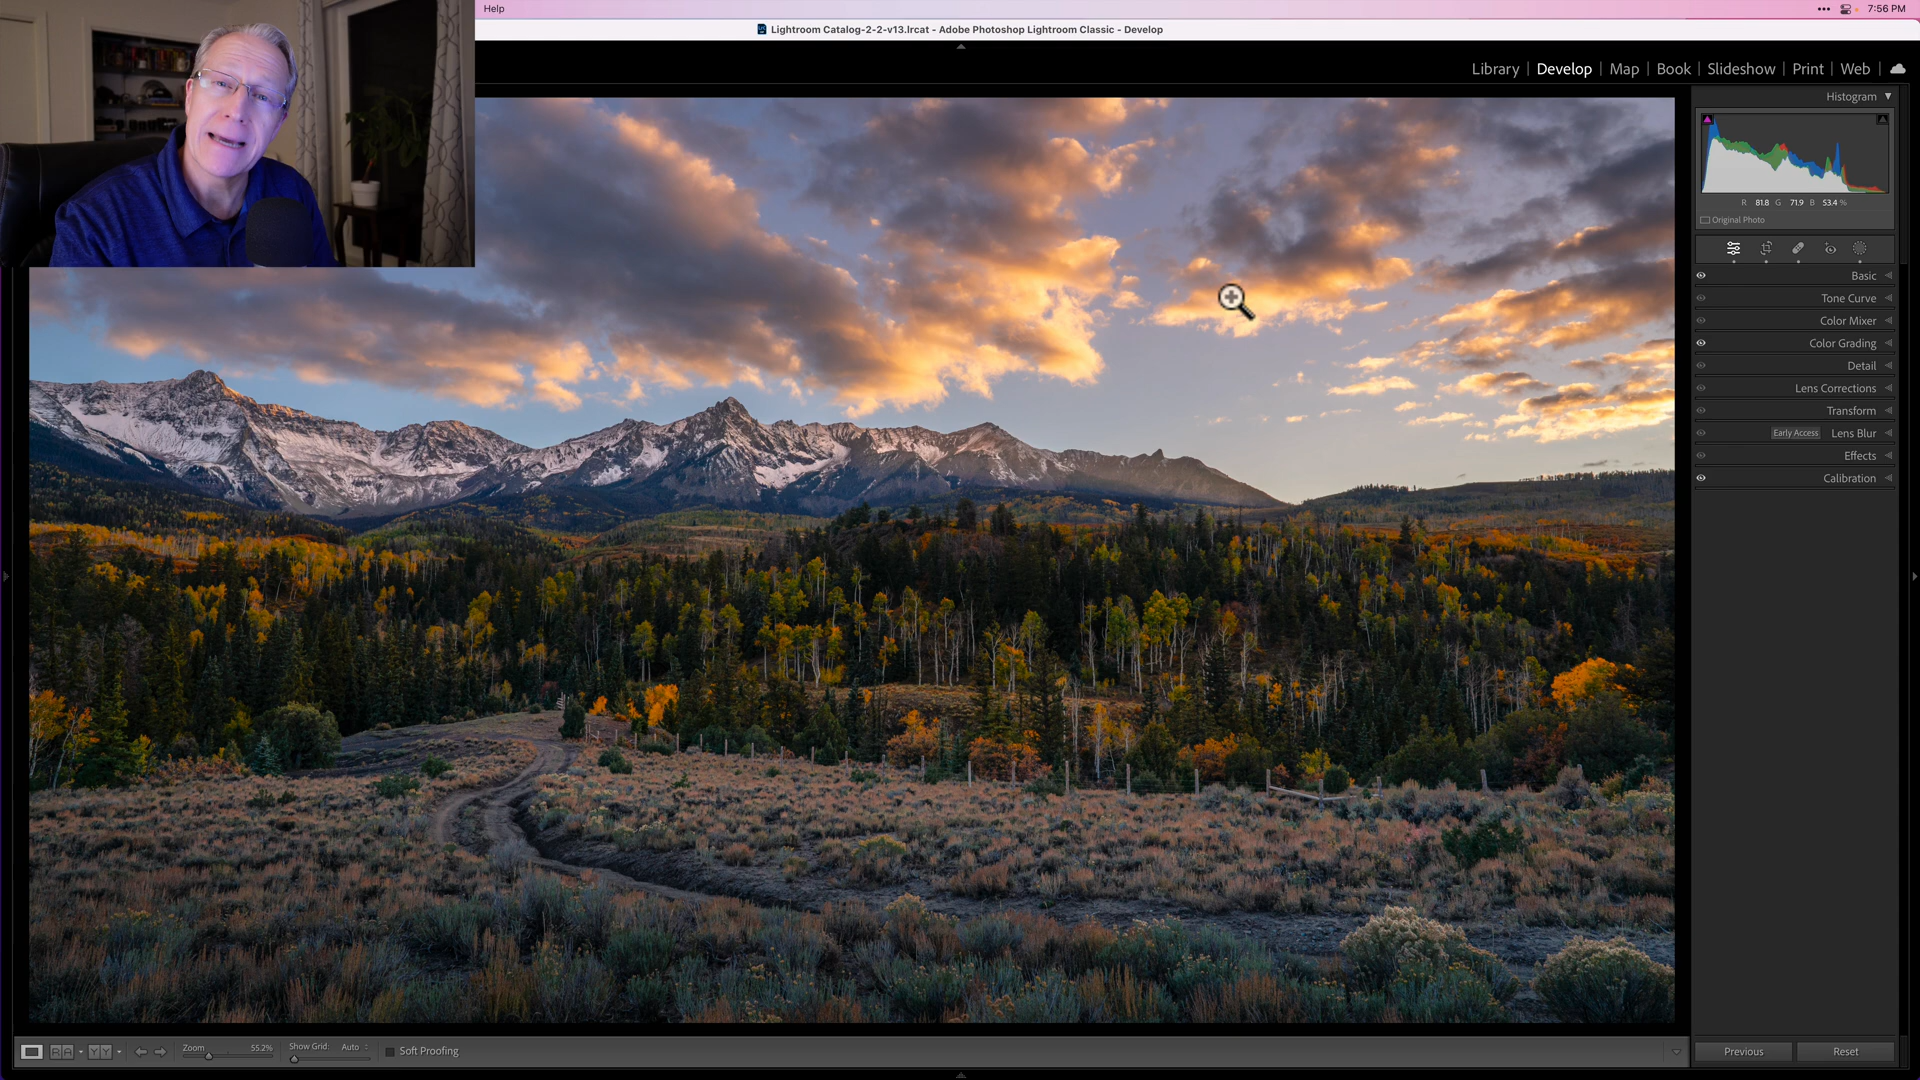 Help
7:56 PM
Lightroom Catalog-2-2-v13.lrcat - Adobe Photoshop Lightroom Classic - Develop
Library | Develop | Map | Book | Slideshow | Print | Web |
Histogram
R 81.8 G 71.9 B 53.4 %
Original Photo
Basic
Tone Curve
Color Mixer
Color Grading
Detail
Lens Corrections
Transform
Early Access Lens Blur
Effects
Calibration
Zoom 55.2% Show Grid: Auto Soft Proofing
Previous Reset